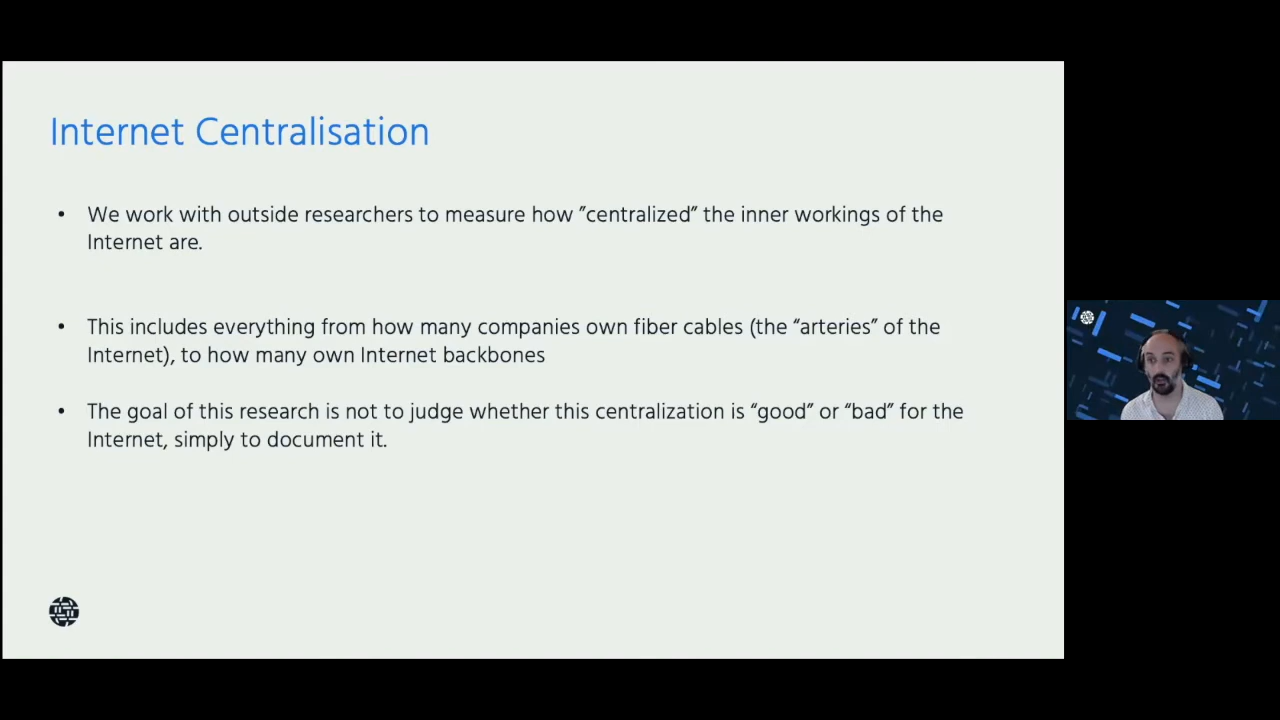 Internet Centralisation
• We work with outside researchers to measure how ”centralized” the inner workings of the
Internet are.
• This includes everything from how many companies own fiber cables (the “arteries” of the
Internet), to how many own Internet backbones
• The goal of this research is not to judge whether this centralization is “good” or “bad” for the
Internet, simply to document it.